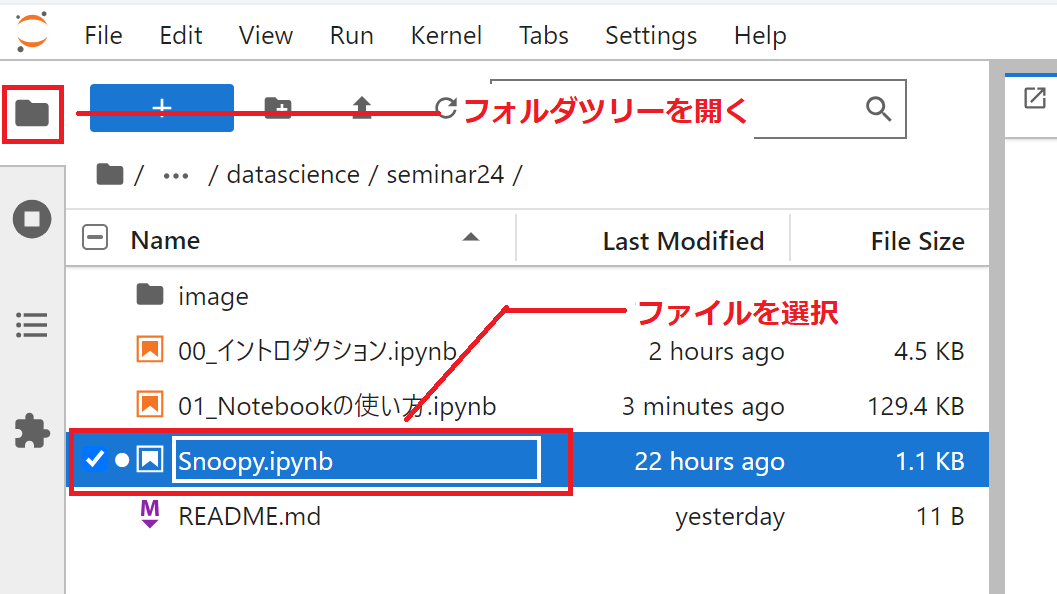 File Edit View Run Kernel Tabs Settings Help
フォルダツリーを開く
/ ... / datascience / seminar24 /
Name Last Modified File Size
image
ファイルを選択
00_イントロダクション.ipynb 2 hours ago 4.5 KB
01_Notebookの使い方.ipynb 3 minutes ago 129.4 KB
Snoopy.ipynb 22 hours ago 1.1 KB
README.md yesterday 11 B